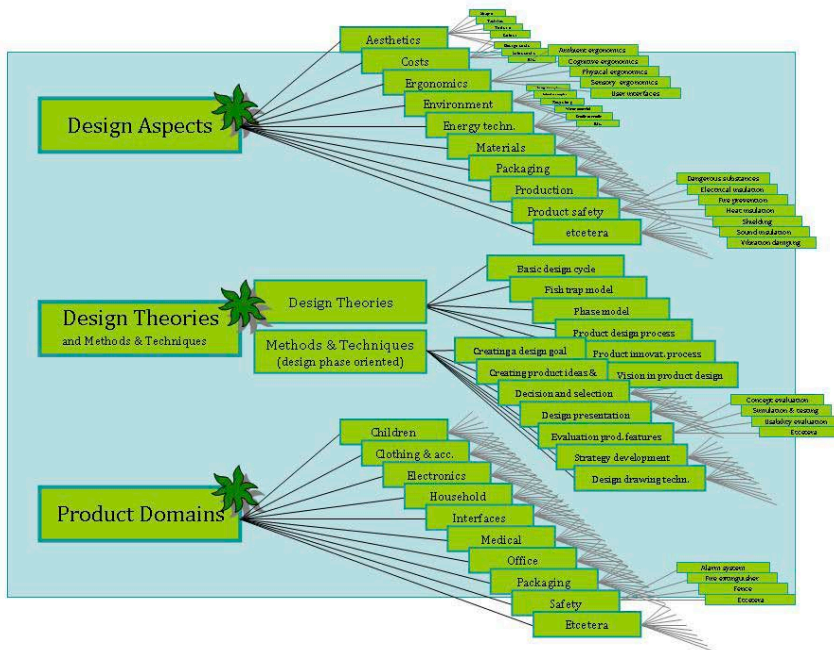 Design Aspects
Aesthetics
Costs
Ergonomics
Environment
Energy techn.
Materials
Packaging
Production
Product safety
etcetera
Ambient ergonomics
Cognitive ergonomics
Physical ergonomics
Sensory ergonomics
User interfaces
Dangerous substances
Electrical insulation
Fire prevention
Heat insulation
Shielding
Sound insulation
Vibration damping
Design Theories
and Methods & Techniques
Design Theories
Basic design cycle
Fish trap model
Phase model
Product design process
Product innovat. process
Vision in product design
Methods & Techniques
(design phase oriented)
Creating a design goal
Creating product ideas &
Decision and selection
Design presentation
Evaluation prod. features
Strategy development
Design drawing techn.
Concept evaluation
Simulation & testing
Usability evaluation
Etcetera
Product Domains
Children
Clothing & acc.
Electronics
Household
Interfaces
Medical
Office
Packaging
Safety
Etcetera
Alarm system
Fire extinguisher
Fence
Etcetera